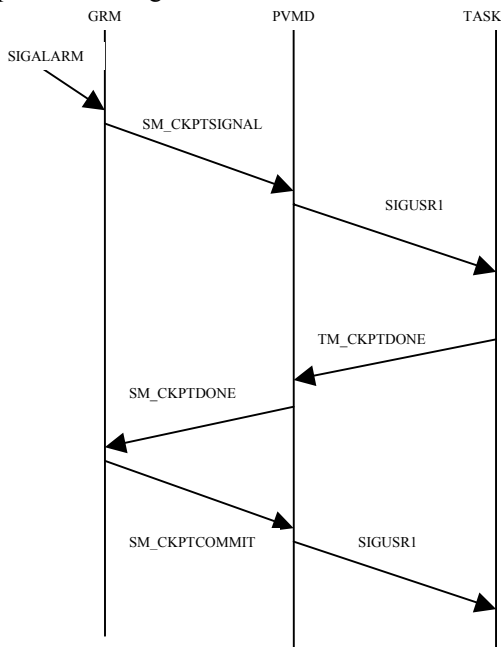 GRM PVMD TASK
SIGALARM
SM_CKPTSIGNAL
SIGUSR1
TM_CKPTDONE
SM_CKPTDONE
SM_CKPTCOMMIT SIGUSR1